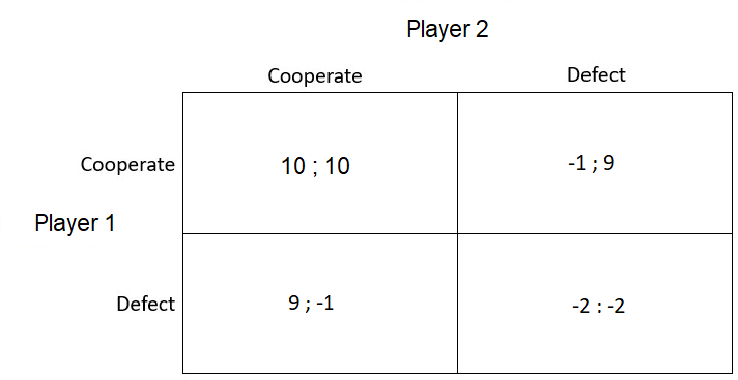 Player 2
Cooperate Defect
Cooperate 10 ; 10 -1 ; 9
Player 1
Defect 9 ; -1 -2 : -2